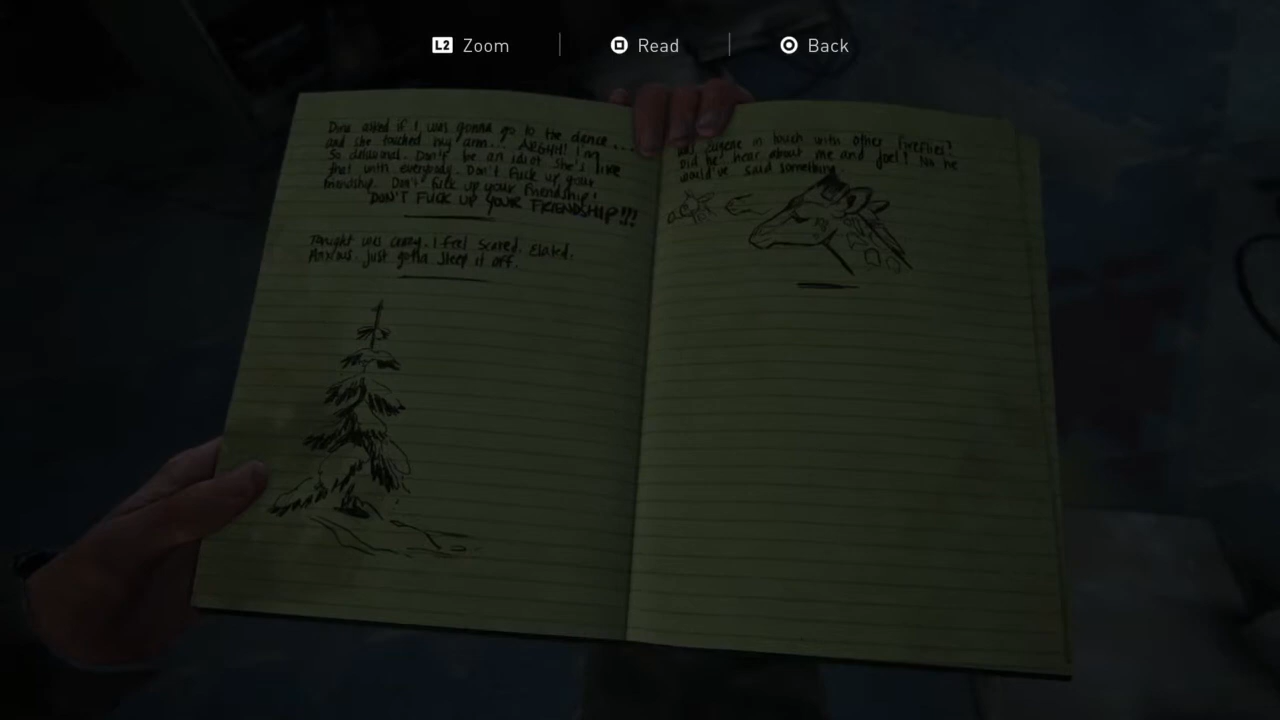 L2 Zoom
Read
Back
Dina asked if I was gonna go to the dance...
and she touched my arm... ARGHH! I'm
So delusional. Don't be an idiot she's like
that with everybody. Don't fuck up your
friendship. Don't fuck up your friendship!
DON'T FUCK UP YOUR FRIENDSHIP!!!
Tonight was crazy. I feel Scared. Elated.
Anxious. Just gotta Sleep it off.
Was Eugene in touch with other fireflies?
Did he hear about me and Joel? No he
would've said something.